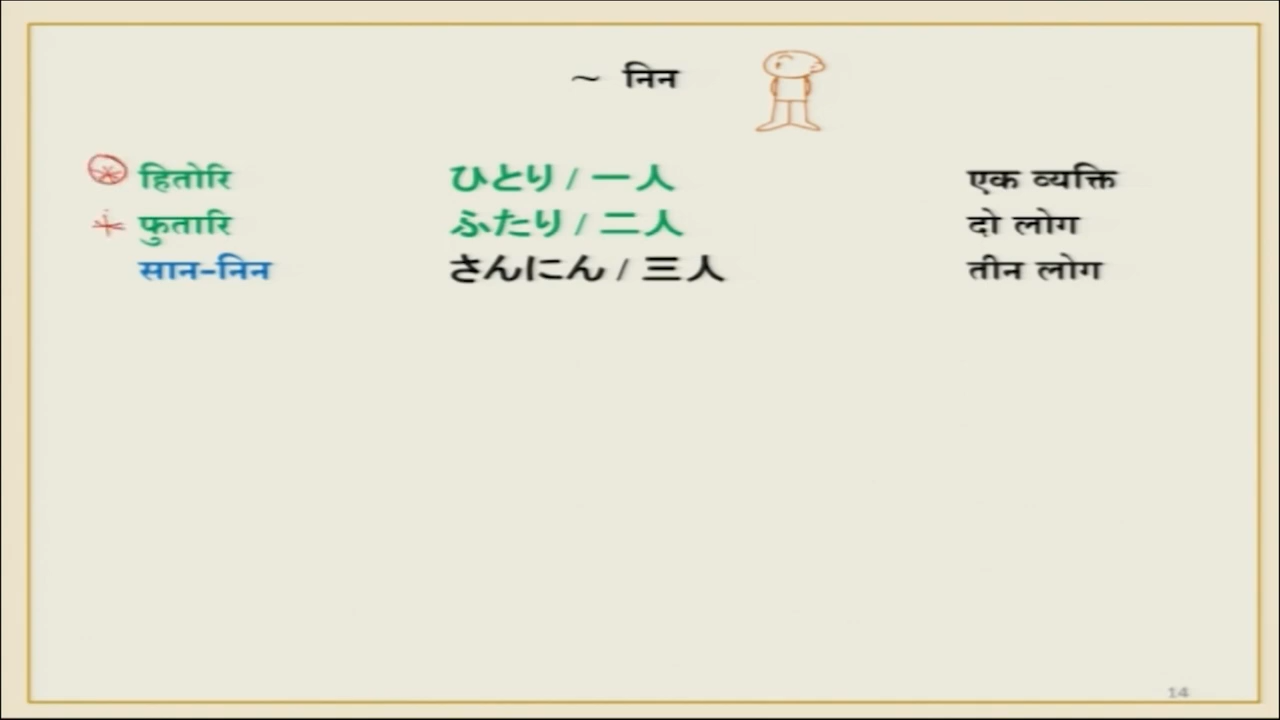 ~ निन
हितोरि ひとり / 一人 एक व्यक्ति
फुतारि ふたり / 二人 दो लोग
सान-निन さんにん / 三人 तीन लोग
14